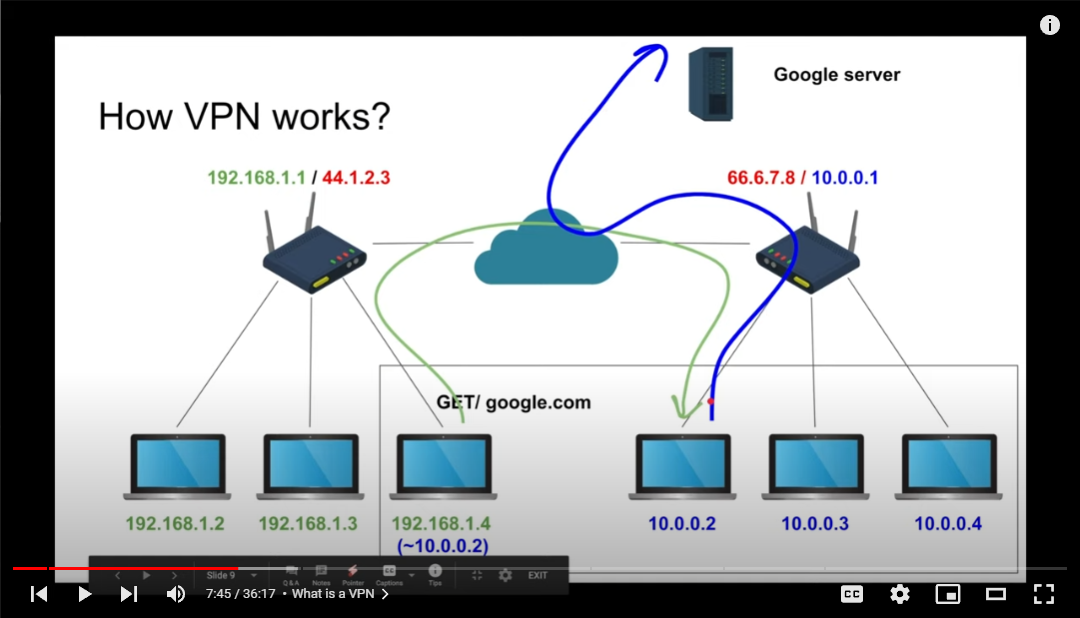 Google server
How VPN works?
192.168.1.1 / 44.1.2.3
66.6.7.8 / 10.0.0.1
GET/ google.com
192.168.1.2
192.168.1.3
192.168.1.4
(~10.0.0.2)
10.0.0.2
10.0.0.3
10.0.0.4
Slide 9
Q & A
Notes
Pointer
Captions
Tips
EXIT
7:45 / 36:17 • What is a VPN
CC